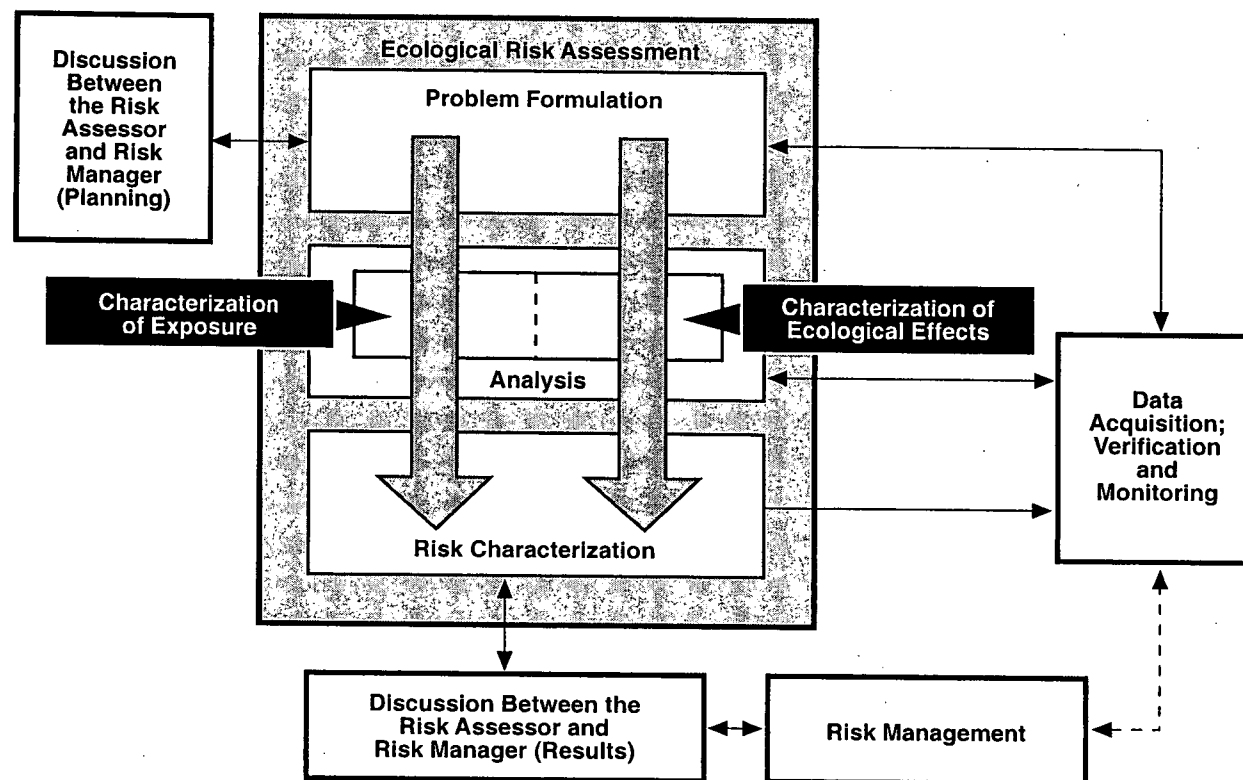 Discussion
Between
the Risk
Assessor
and Risk
Manager
(Planning)
Ecological Risk Assessment
Problem Formulation
Characterization
of Exposure
Characterization of
Ecological Effects
Analysis
Data
Acquisition;
Verification
and
Monitoring
Risk Characterization
Discussion Between the
Risk Assessor and
Risk Manager (Results)
Risk Management